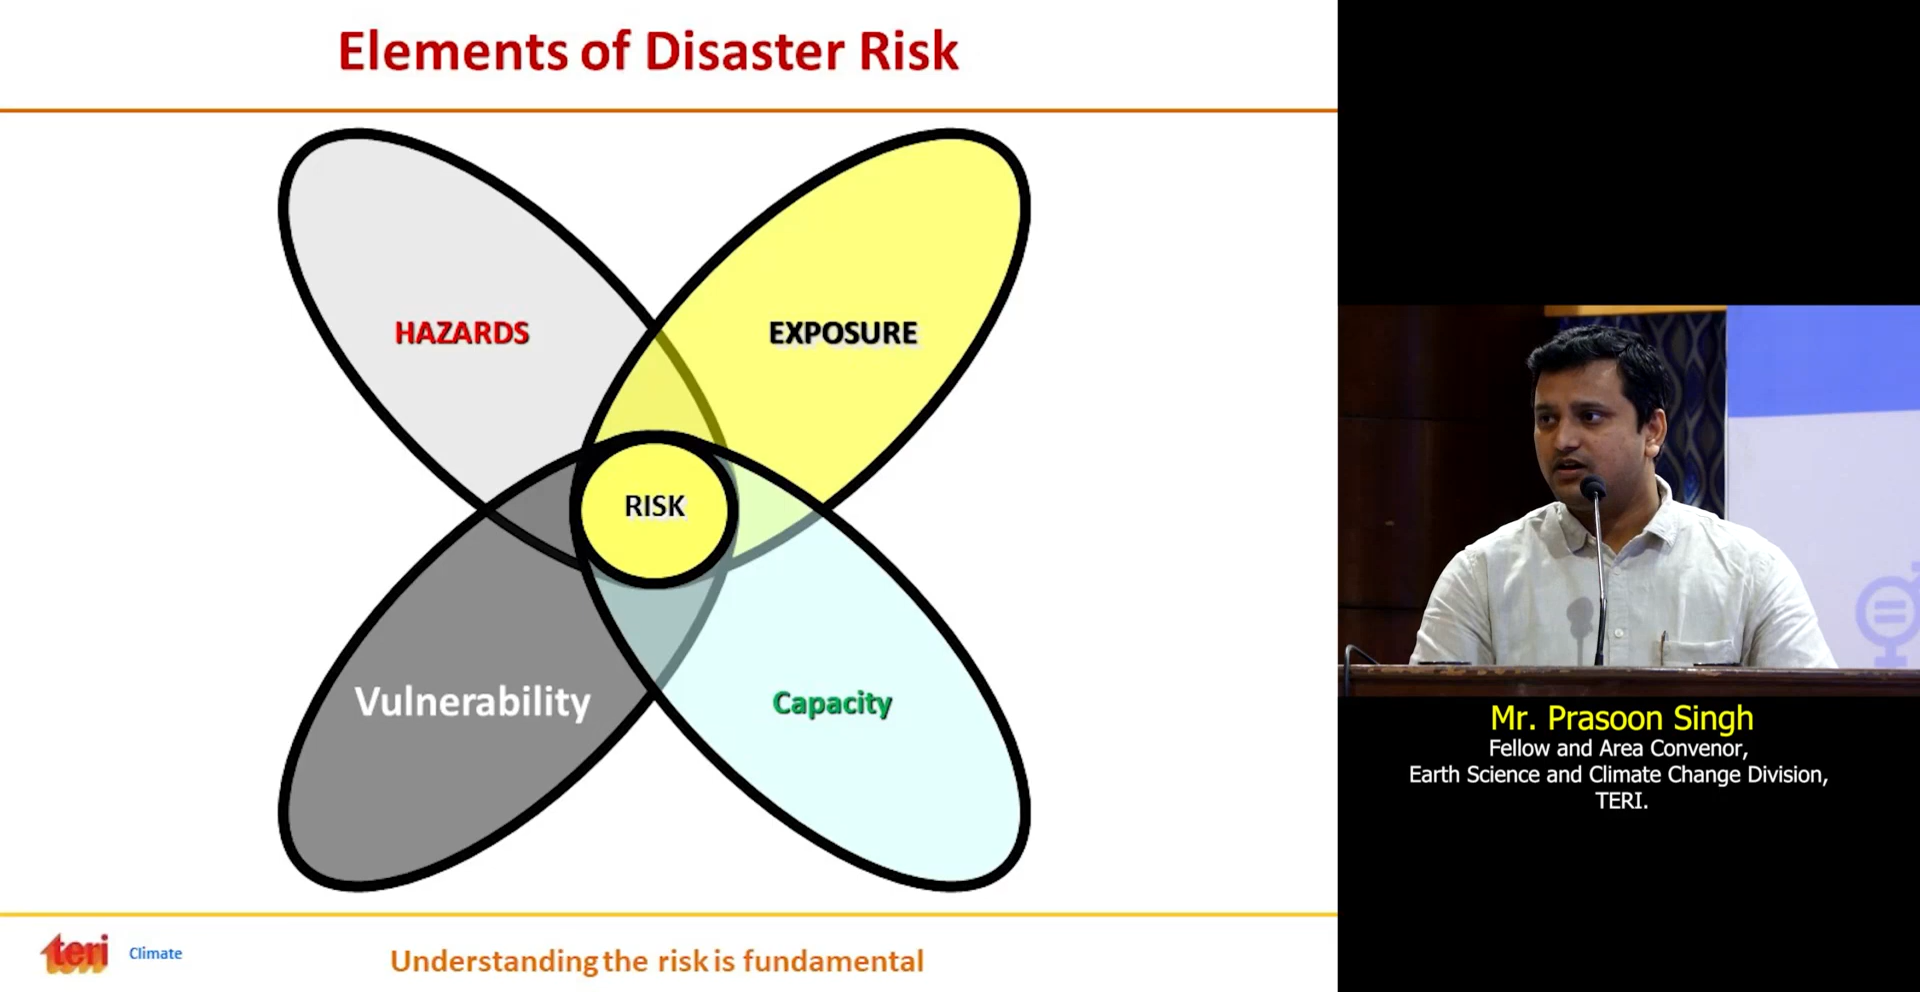 Elements of Disaster Risk
HAZARDS
EXPOSURE
RISK
Vulnerability
Capacity
teri
Climate
Understanding the risk is fundamental
Mr. Prasoon Singh
Fellow and Area Convenor,
Earth Science and Climate Change Division,
TERI.